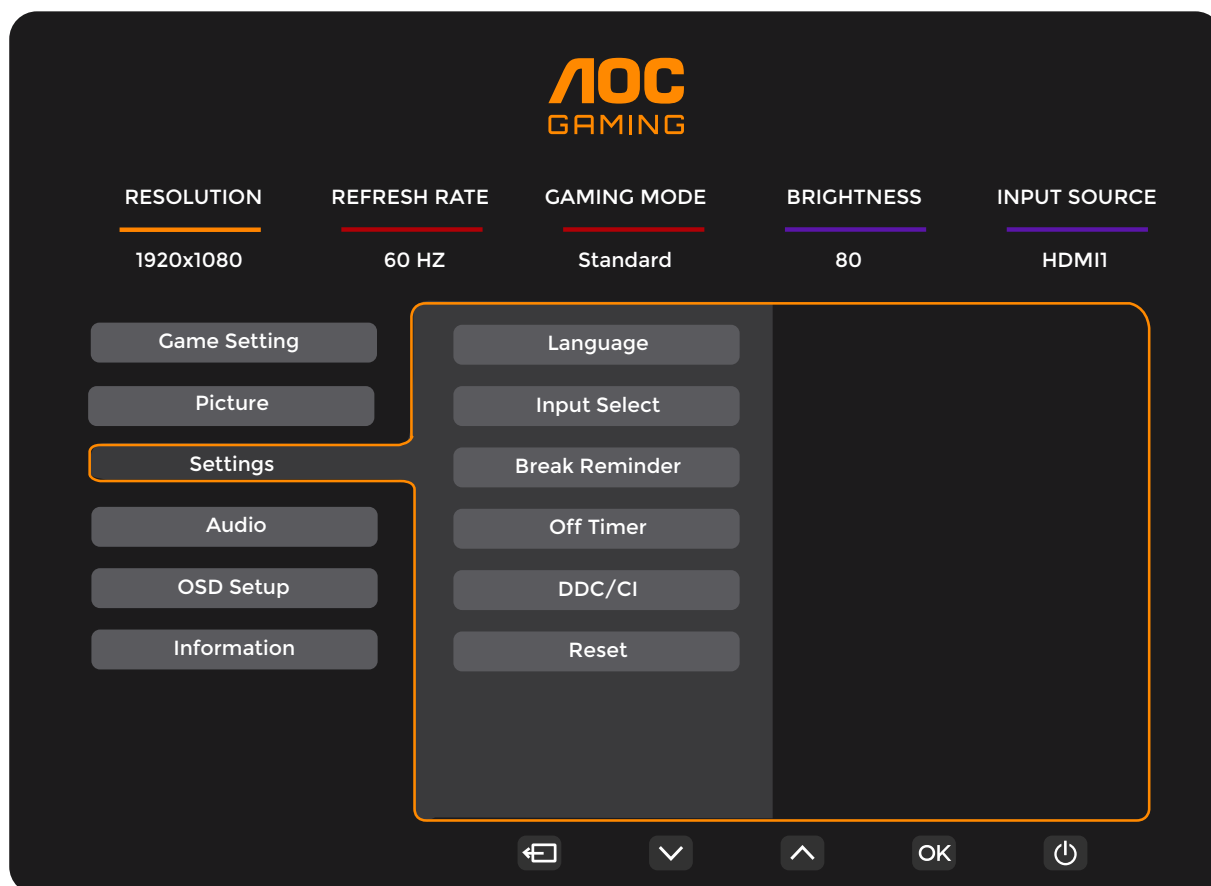 AOC
GAMING
RESOLUTION REFRESH RATE GAMING MODE BRIGHTNESS INPUT SOURCE
1920x1080 60 HZ Standard 80 HDMI1
Game Setting Language
Picture Input Select
Settings Break Reminder
Audio Off Timer
OSD Setup DDC/CI
Information Reset
OK